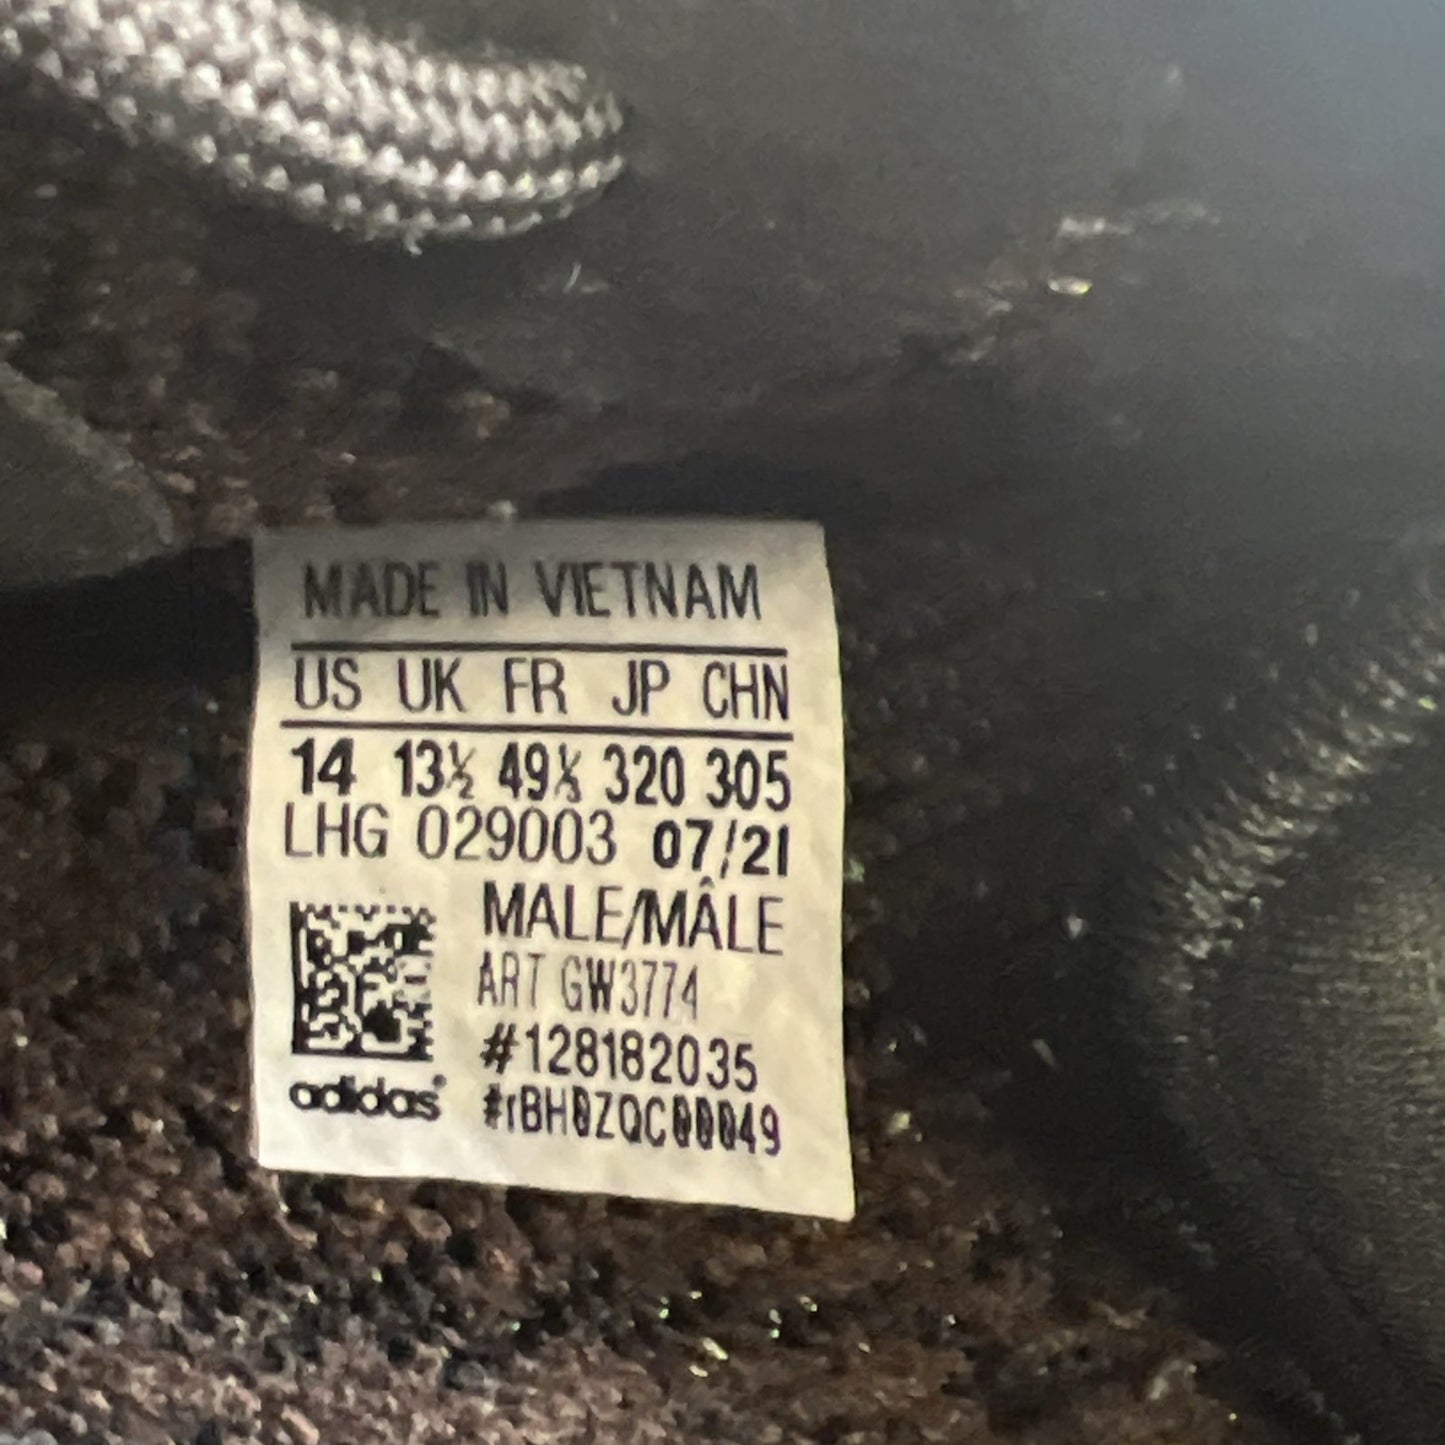 MADE IN VIETNAM
US UK FR JP CHN
14 13½ 49⅓ 320 305
LHG 029003 07/21
MALE/MÂLE
ART GW3774
#128182035
#rBH0ZQC00049
adidas